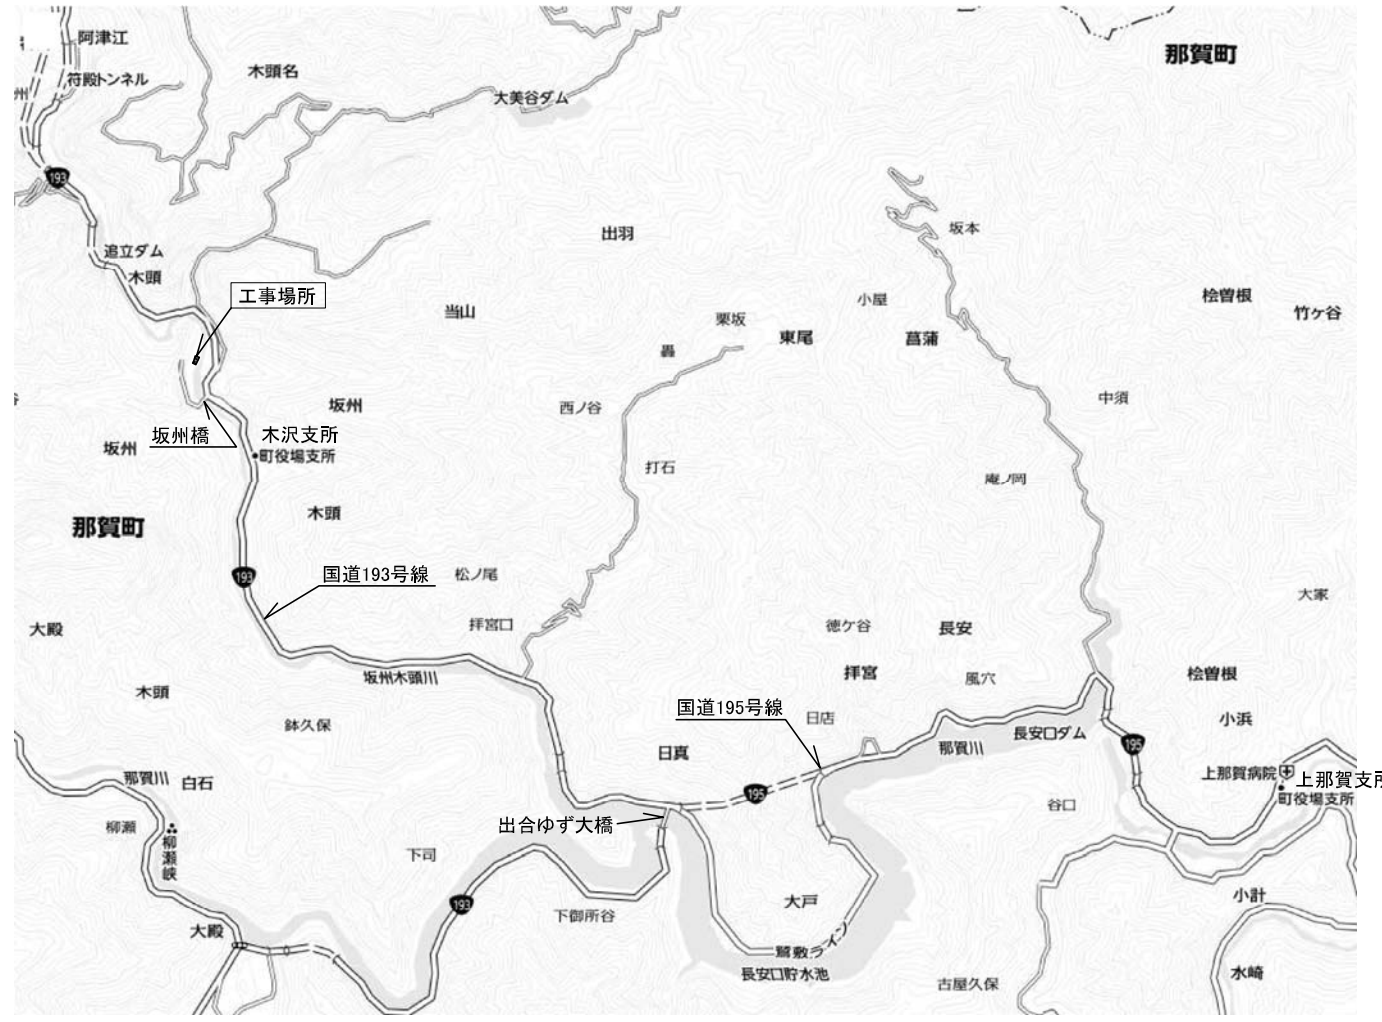 阿津江
那賀町
符殿トンネル
木頭名
州
大美谷ダム
193
坂本
出羽
追立ダム
木頭
工事場所
小屋
桧曽根
竹ヶ谷
当山
栗坂
東尾
菖蒲
轟
中須
坂州
西ノ谷
坂州橋
木沢支所
坂州
町役場支所
打石
庵ノ岡
木頭
那賀町
193
国道193号線
松ノ尾
大家
大殿
拝宮口
徳ケ谷
長安
拝宮
風穴
桧曽根
坂州木頭川
木頭
国道195号線
日店
小浜
鉢久保
日真
那賀川
長安口ダム
195
那賀川
白石
上那賀病院
上那賀支所
町役場支所
195
谷口
柳瀬
柳瀬峡
出合ゆず大橋
下司
大戸
小計
193
下御所谷
大殿
鷲敷ライン
長安口貯水池
古屋久保
水崎